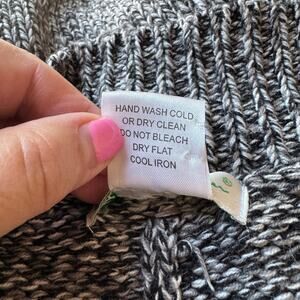 HAND WASH COLD
OR DRY CLEAN
DO NOT BLEACH
DRY FLAT
COOL IRON
®